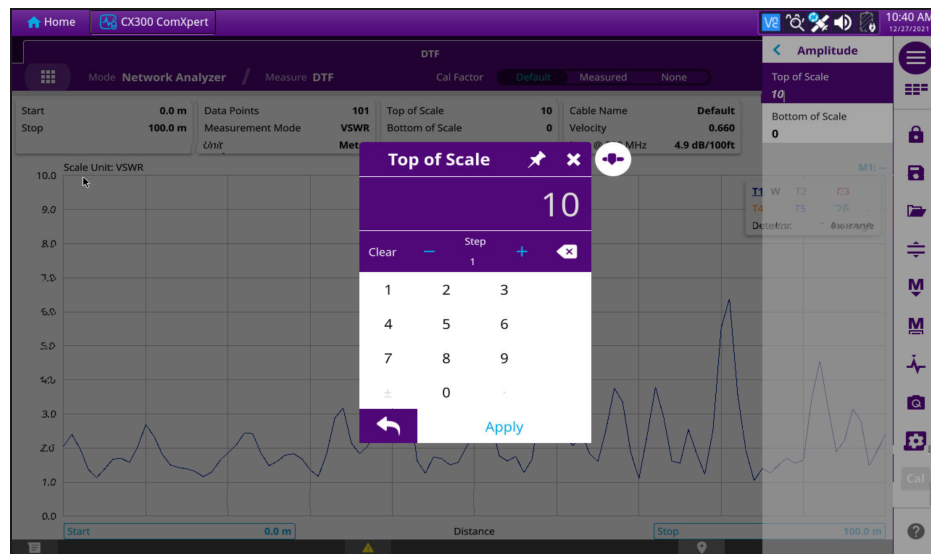 Home
CX300 ComXpert
10:40 AM
12/27/2021
DTF
Mode Network Analyzer / Measure DTF
Cal Factor Default Measured None
Start 0.0 m
Stop 100.0 m
Data Points 101
Measurement Mode VSWR
Unit
Top of Scale 10
Bottom of Scale 0
Cable Name Default
Velocity 0.660
MHz 4.9 dB/100ft
Amplitude
Top of Scale
10
Bottom of Scale
0
Scale Unit: VSWR
M1: --
T1 W T2 T3
T4 T5
10.0
9.0
8.0
7.0
6.0
5.0
4.0
3.0
2.0
1.0
0.0
Top of Scale
10
Clear − Step +
1
1 2 3
4 5 6
7 8 9
± 0 .
Apply
Start 0.0 m
Distance
Stop 100.0 m
M
M
Cal
?